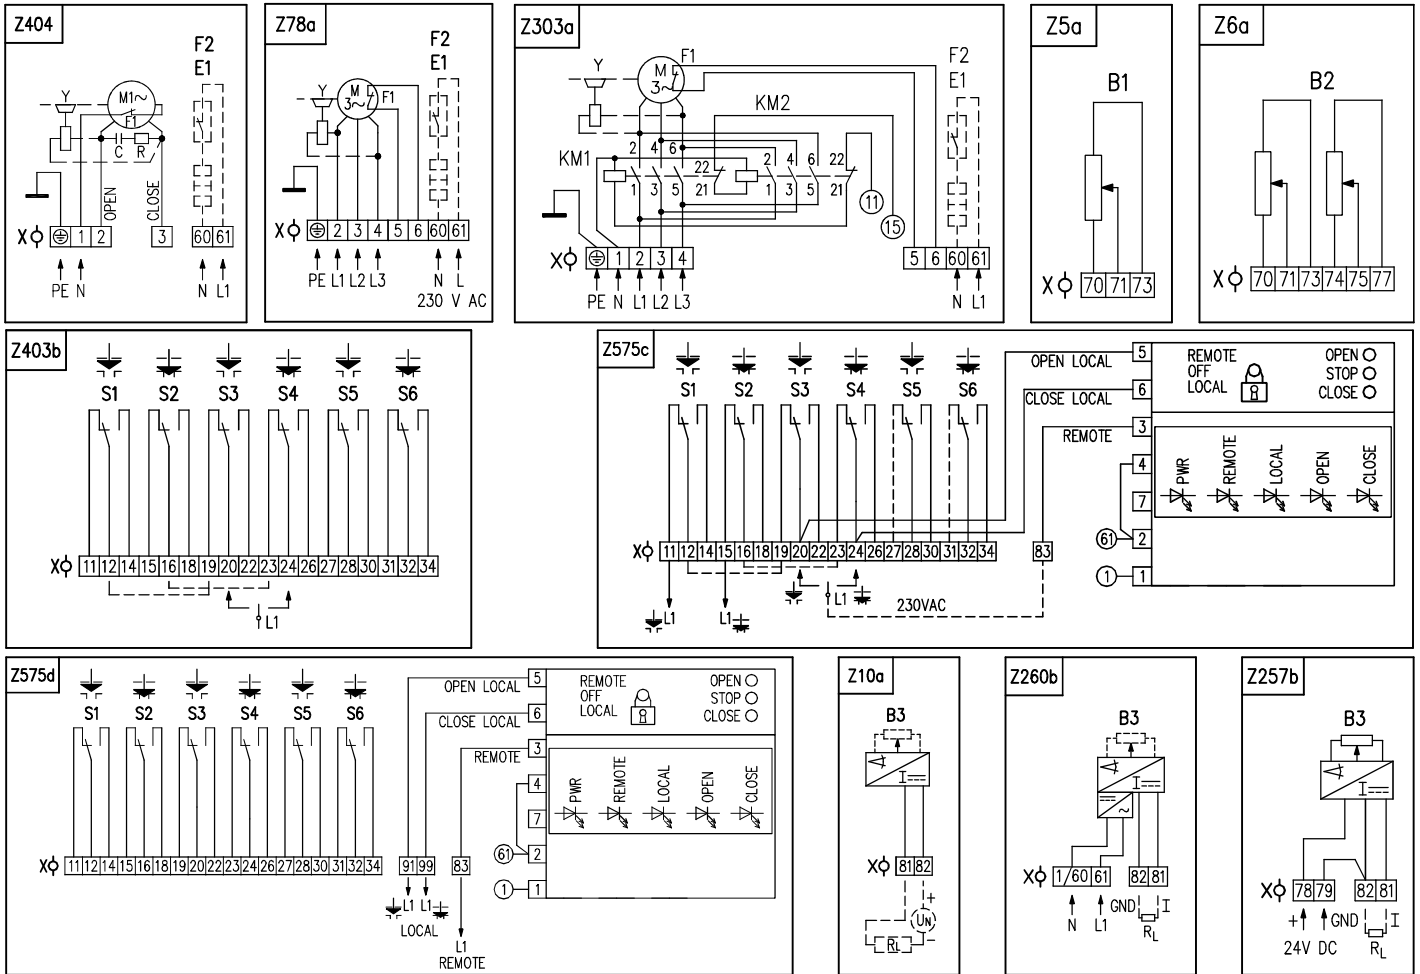 Z404
F2
E1
Y
M1~
F1
C R
OPEN
CLOSE
X 1 2 3 60 61
PE N N L1
Z78a
F2
E1
Y
M
3~
F1
X 2 3 4 5 6 60 61
PE L1 L2 L3 N L
230 V AC
Z303a
F2
E1
Y
M
3~
F1
KM2
KM1
2 4 6 22 2 4 6 22
1 3 5 21 1 3 5 21
11
15
X 1 2 3 4 5 6 60 61
PE N L1 L2 L3 N L1
Z5a
B1
X 70 71 73
Z6a
B2
X 70 71 73 74 75 77
Z403b
S1 S2 S3 S4 S5 S6
X 11 12 14 15 16 18 19 20 22 23 24 26 27 28 30 31 32 34
L1
Z575c
S1 S2 S3 S4 S5 S6
X 11 12 14 15 16 18 19 20 22 23 24 26 27 28 30 31 32 34 83
L1 L1 L1
230VAC
OPEN LOCAL 5
CLOSE LOCAL 6
REMOTE 3
4
7
61 2
1 1
REMOTE
OFF
LOCAL
OPEN
STOP
CLOSE
PWR
REMOTE
LOCAL
OPEN
CLOSE
Z575d
S1 S2 S3 S4 S5 S6
X 11 12 14 15 16 18 19 20 22 23 24 26 27 28 30 31 32 34 91 99 83
L1 L1
LOCAL
L1
REMOTE
OPEN LOCAL 5
CLOSE LOCAL 6
REMOTE 3
4
7
61 2
1 1
REMOTE
OFF
LOCAL
OPEN
STOP
CLOSE
PWR
REMOTE
LOCAL
OPEN
CLOSE
Z10a
B3
I
X 81 82
+
UN
-
RL
Z260b
B3
I
~
X 1/60 61 82 81
N L1 GND I
RL
Z257b
B3
I
X 78 79 82 81
+ GND I
24V DC RL